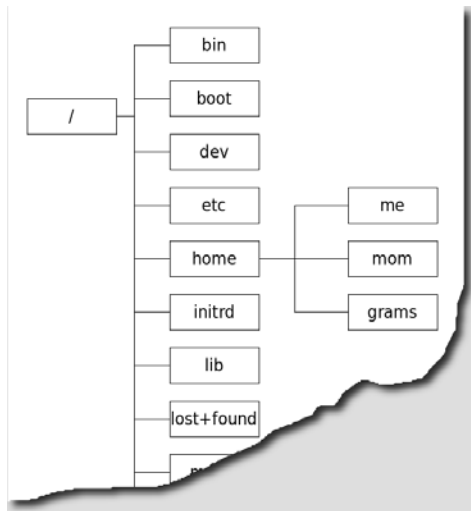 /
bin
boot
dev
etc
home
me
mom
grams
initrd
lib
lost+found